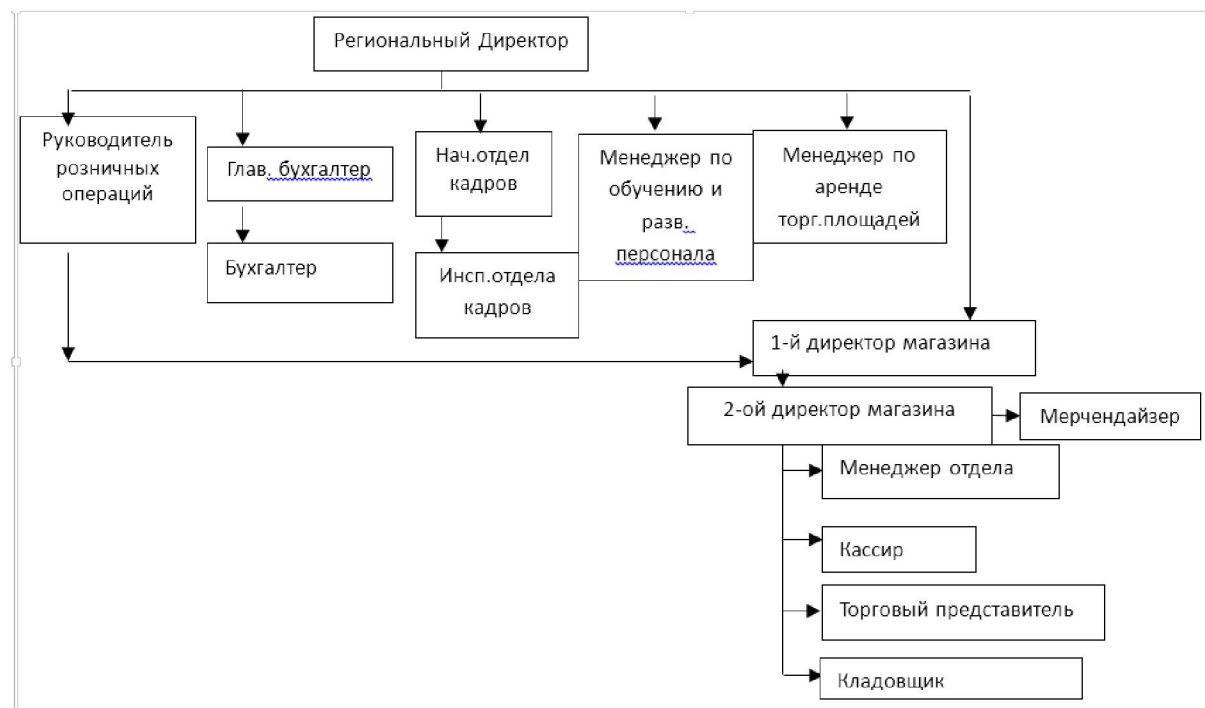 Региональный Директор
Руководитель
розничных
операций
Глав. бухгалтер
Бухгалтер
Нач.отдел
кадров
Инсп.отдела
кадров
Менеджер по
обучению и
разв.
персонала
Менеджер по
аренде
торг.площадей
1-й директор магазина
2-ой директор магазина
Мерчендайзер
Менеджер отдела
Кассир
Торговый представитель
Кладовщик